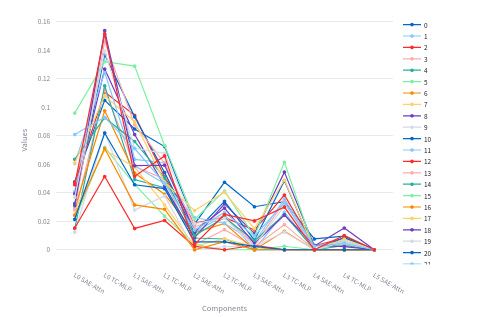 0.16
0.14
0.12
0.1
0.08
0.06
0.04
0.02
0
Values
L0 SAE-Attn
L0 TC-MLP
L1 SAE-Attn
L1 TC-MLP
L2 SAE-Attn
L2 TC-MLP
L3 SAE-Attn
L3 TC-MLP
L4 SAE-Attn
L4 TC-MLP
L5 SAE-Attn
Components
0
1
2
3
4
5
6
7
8
9
10
11
12
13
14
15
16
17
18
19
20
21